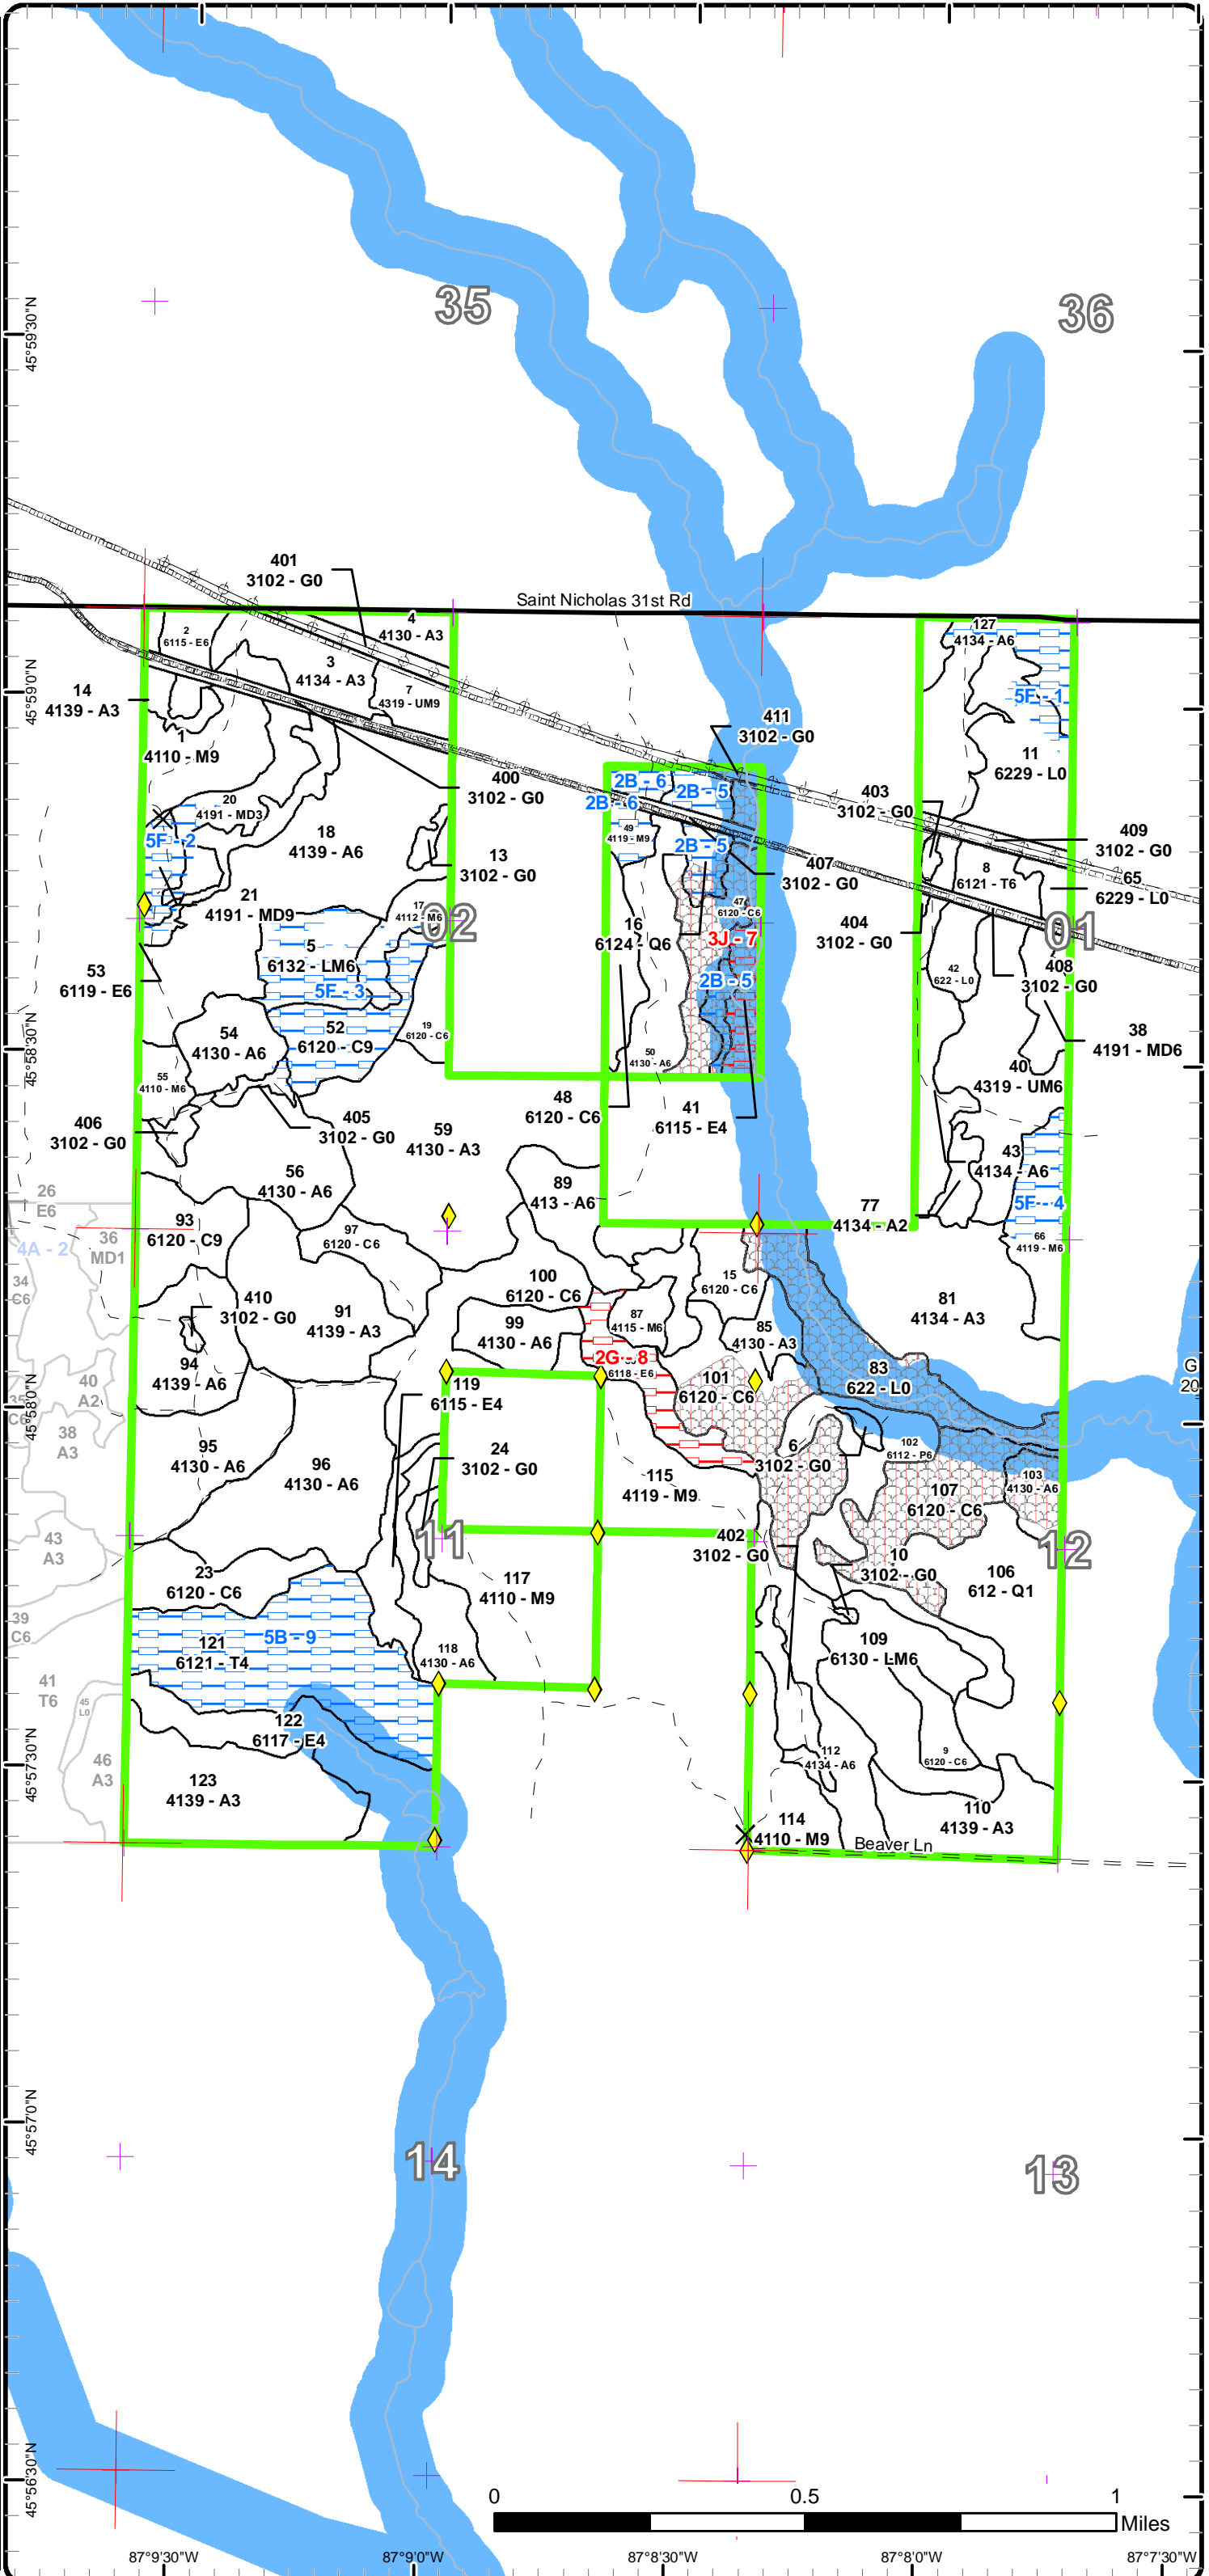 35
36
45°59'30"N
401
3102 - G0
Saint Nicholas 31st Rd
2
6115 - E6
4
4130 - A3
127
4134 - A6
3
4134 - A3
7
4319 - UM9
14
4139 - A3
45°59'0"N
5F - 1
1
4110 - M9
411
3102 - G0
11
6229 - L0
400
3102 - G0
2B - 6
2B - 5
2B - 6
403
3102 - G0
20
4191 - MD3
5F - 2
18
4139 - A6
49
4119 - M9
2B - 5
409
3102 - G0
13
3102 - G0
407
3102 - G0
8
6121 - T6
65
6229 - L0
21
4191 - MD9
17
4112 - M6
02
47
6120 - C6
16
6124 - Q6
3J - 7
404
3102 - G0
01
5
6132 - LM6
5F - 3
53
6119 - E6
2B - 5
42
622 - L0
408
3102 - G0
54
4130 - A6
52
6120 - C9
19
6120 - C6
45°58'30"N
50
4130 - A6
38
4191 - MD6
55
4110 - M6
40
4319 - UM6
406
3102 - G0
405
3102 - G0
59
4130 - A3
48
6120 - C6
41
6115 - E4
56
4130 - A6
43
4134 - A6
89
413 - A6
5F - 4
26
E6
93
6120 - C9
97
6120 - C6
77
4134 - A2
66
4119 - M6
4A - 2
36
MD1
34
C6
100
6120 - C6
15
6120 - C6
410
3102 - G0
91
4139 - A3
81
4134 - A3
99
4130 - A6
87
4115 - M6
85
4130 - A3
94
4139 - A6
2G - 8
6118 - E6
83
622 - L0
G
20
101
6120 - C6
119
6115 - E4
40
A2
C6
45°58'0"N
38
A3
95
4130 - A6
96
4130 - A6
24
3102 - G0
6
3102 - G0
102
6112 - P6
115
4119 - M9
107
6120 - C6
103
4130 - A6
43
A3
11
402
3102 - G0
12
23
6120 - C6
117
4110 - M9
10
3102 - G0
106
612 - Q1
39
C6
121
6121 - T4
5B - 9
118
4130 - A6
109
6130 - LM6
41
T6
45
L0
122
6117 - E4
45°57'30"N
46
A3
123
4139 - A3
112
4134 - A6
9
6120 - C6
110
4139 - A3
114
4110 - M9
Beaver Ln
45°57'0"N
14
13
45°56'30"N
0
0.5
1
Miles
87°9'30"W
87°9'0"W
87°8'30"W
87°8'0"W
87°7'30"W